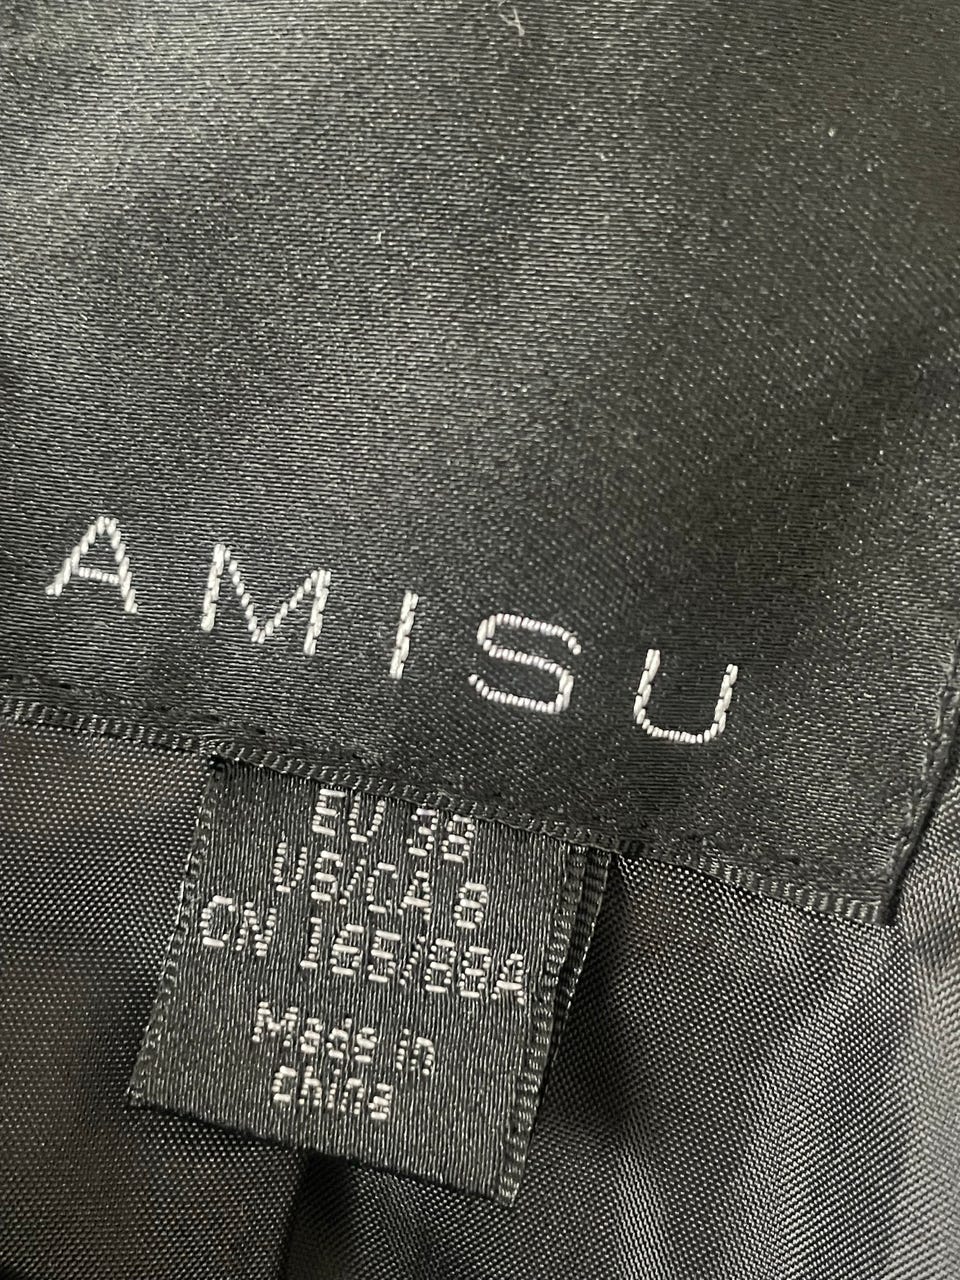 AMISU
EU 38
US/CA 8
CN 165/88A
Made in
China